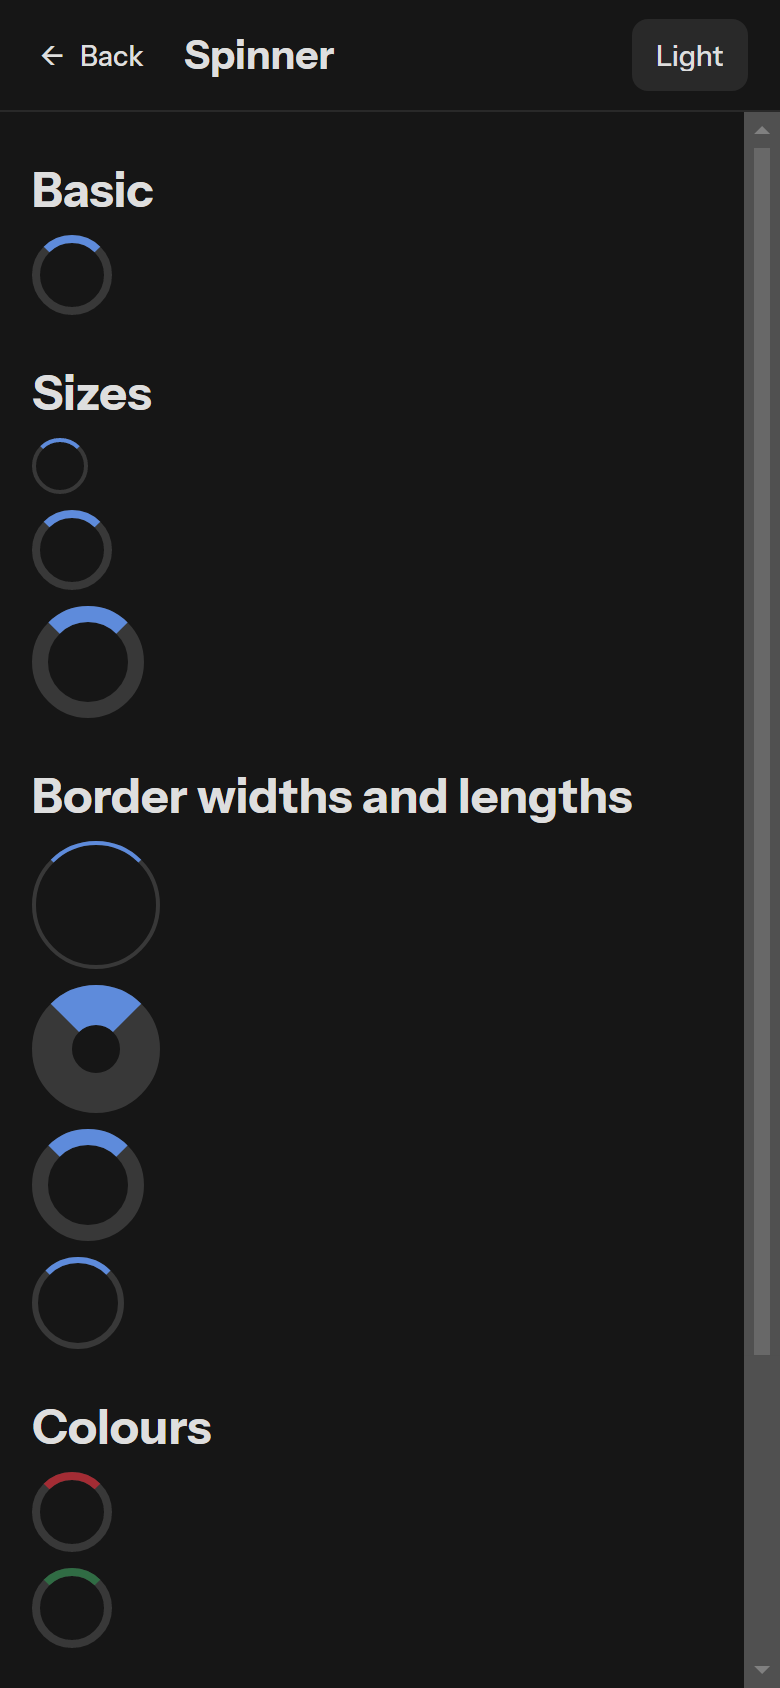 ← Back Spinner Light
Basic
Sizes
Border widths and lengths
Colours